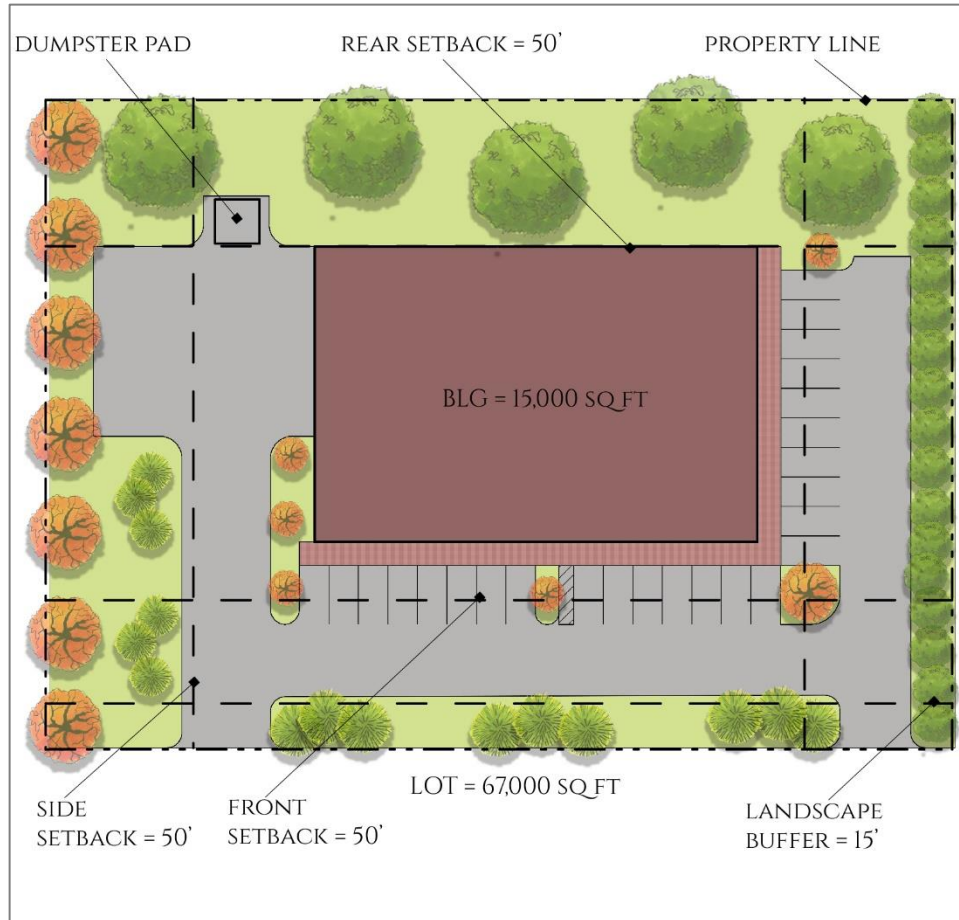 DUMPSTER PAD
REAR SETBACK = 50'
PROPERTY LINE
BLG = 15,000 SQ FT
LOT = 67,000 SQ FT
SIDE
SETBACK = 50'
FRONT
SETBACK = 50'
LANDSCAPE
BUFFER = 15'